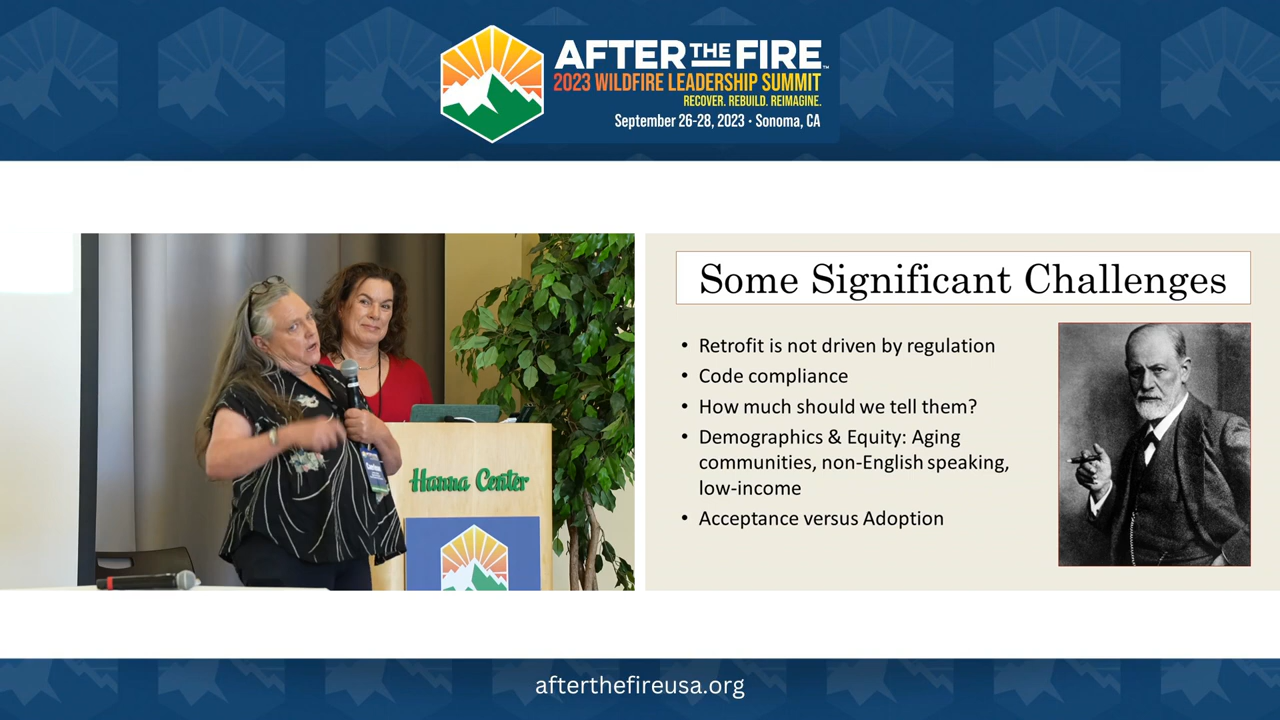 AFTER THE FIRE™
2023 WILDFIRE LEADERSHIP SUMMIT
RECOVER. REBUILD. REIMAGINE.
September 26-28, 2023 • Sonoma, CA
Hanna Center
Some Significant Challenges
• Retrofit is not driven by regulation
• Code compliance
• How much should we tell them?
• Demographics & Equity: Aging
communities, non-English speaking,
low-income
• Acceptance versus Adoption
afterthefireusa.org